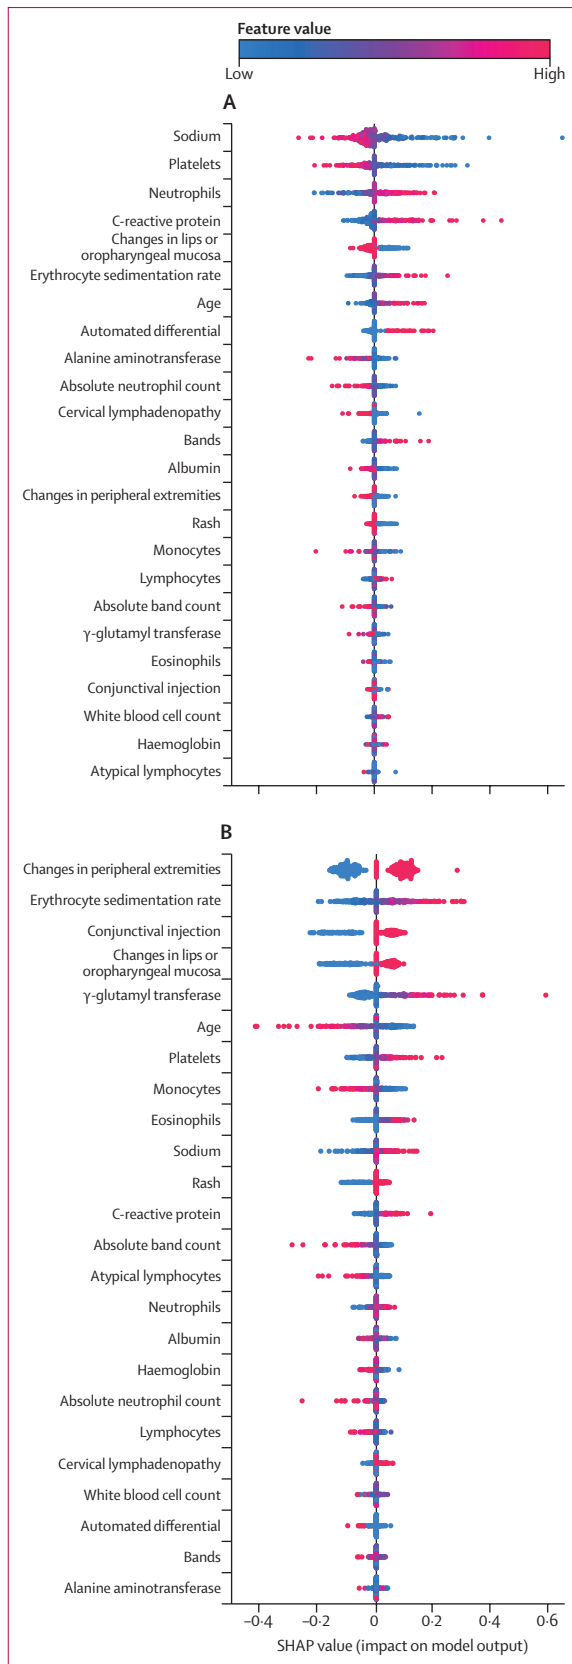 Feature value
Low High
A
Sodium
Platelets
Neutrophils
C-reactive protein
Changes in lips or
oropharyngeal mucosa
Erythrocyte sedimentation rate
Age
Automated differential
Alanine aminotransferase
Absolute neutrophil count
Cervical lymphadenopathy
Bands
Albumin
Changes in peripheral extremities
Rash
Monocytes
Lymphocytes
Absolute band count
γ-glutamyl transferase
Eosinophils
Conjunctival injection
White blood cell count
Haemoglobin
Atypical lymphocytes
B
Changes in peripheral extremities
Erythrocyte sedimentation rate
Conjunctival injection
Changes in lips or
oropharyngeal mucosa
γ-glutamyl transferase
Age
Platelets
Monocytes
Eosinophils
Sodium
Rash
C-reactive protein
Absolute band count
Atypical lymphocytes
Neutrophils
Albumin
Haemoglobin
Absolute neutrophil count
Lymphocytes
Cervical lymphadenopathy
White blood cell count
Automated differential
Bands
Alanine aminotransferase
–0·4 –0·2 0 0·2 0·4 0·6
SHAP value (impact on model output)